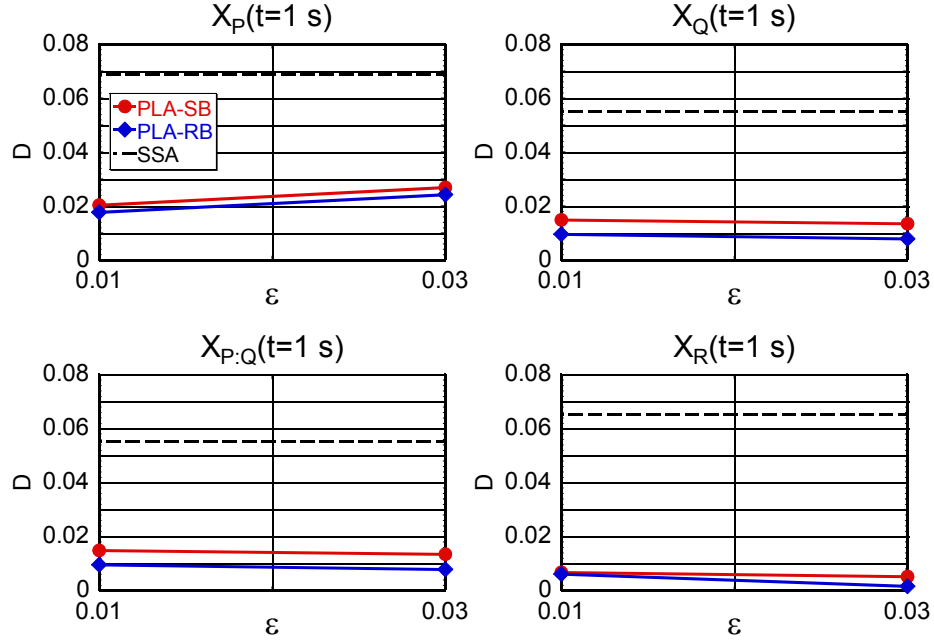 X_P(t=1 s)
0.08
0.06
0.04
0.02
0
D
PLA-SB
PLA-RB
SSA
0.01
0.03
ε
X_Q(t=1 s)
0.08
0.06
0.04
0.02
0
D
0.01
0.03
ε
X_P:Q(t=1 s)
0.08
0.06
0.04
0.02
0
D
0.01
0.03
ε
X_R(t=1 s)
0.08
0.06
0.04
0.02
0
D
0.01
0.03
ε